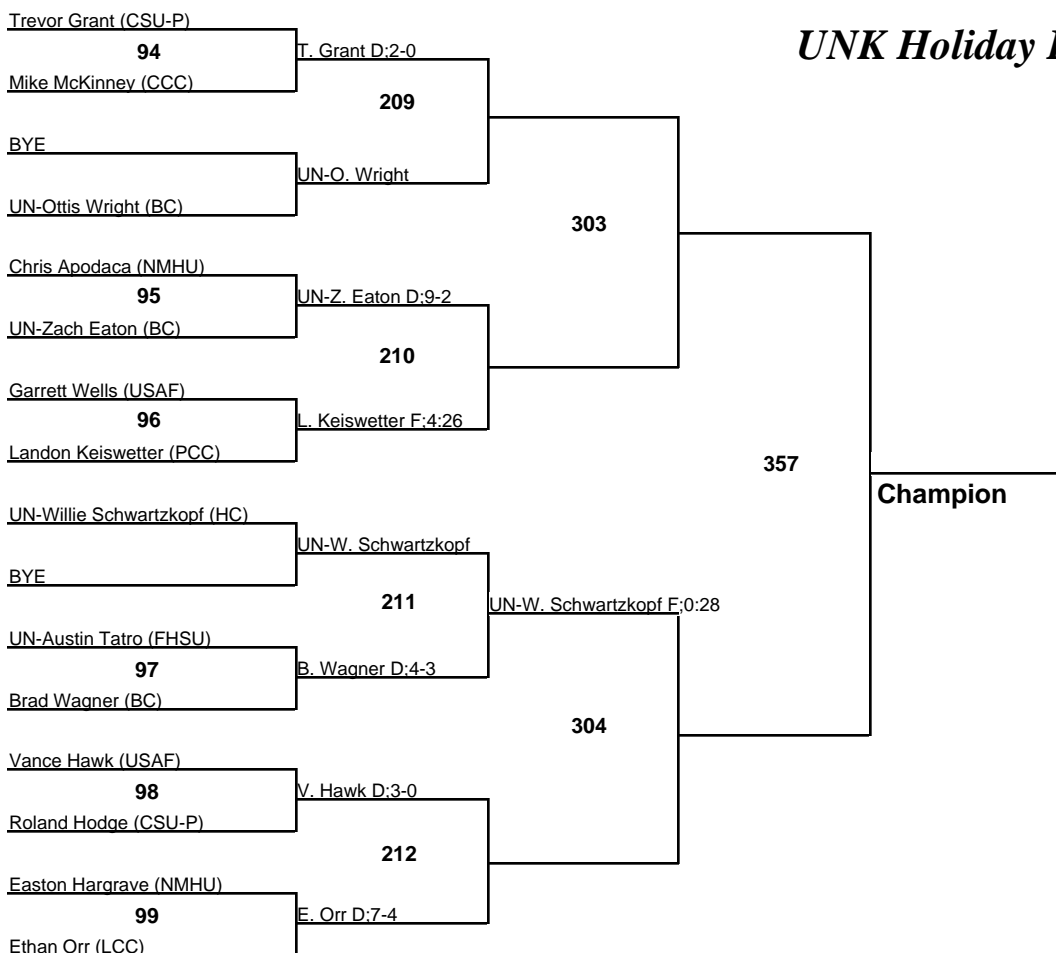 Trevor Grant (CSU-P)
UNK Holiday
94
T. Grant D;2-0
Mike McKinney (CCC)
209
BYE
UN-O. Wright
UN-Ottis Wright (BC)
303
Chris Apodaca (NMHU)
95
UN-Z. Eaton D;9-2
UN-Zach Eaton (BC)
210
Garrett Wells (USAF)
96
L. Keiswetter F;4:26
Landon Keiswetter (PCC)
357
Champion
UN-Willie Schwartzkopf (HC)
UN-W. Schwartzkopf
BYE
211
UN-W. Schwartzkopf F;0:28
UN-Austin Tatro (FHSU)
97
B. Wagner D;4-3
Brad Wagner (BC)
304
Vance Hawk (USAF)
98
V. Hawk D;3-0
Roland Hodge (CSU-P)
212
Easton Hargrave (NMHU)
99
E. Orr D;7-4
Ethan Orr (LCC)